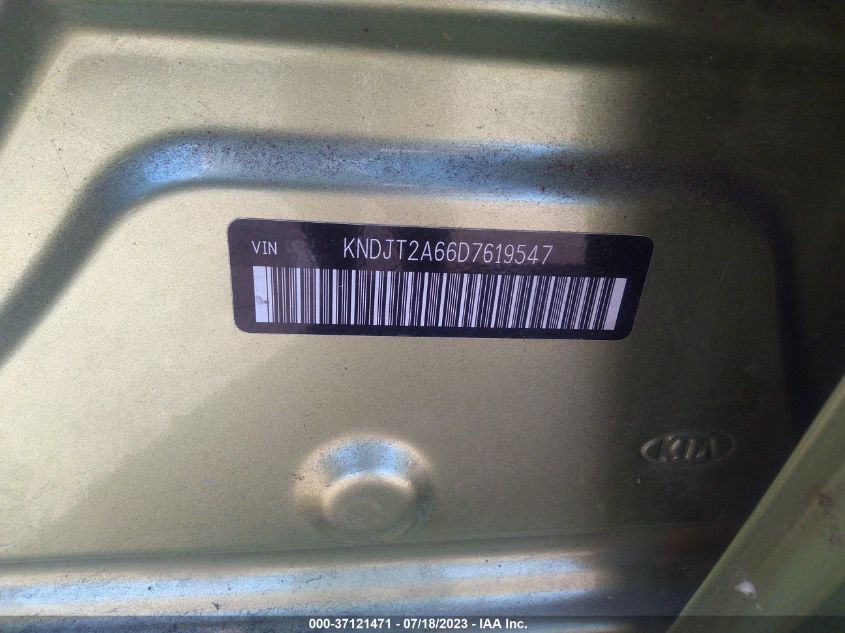 VIN KNDJT2A66D7619547
KIA
000-37121471 - 07/18/2023 - IAA Inc.